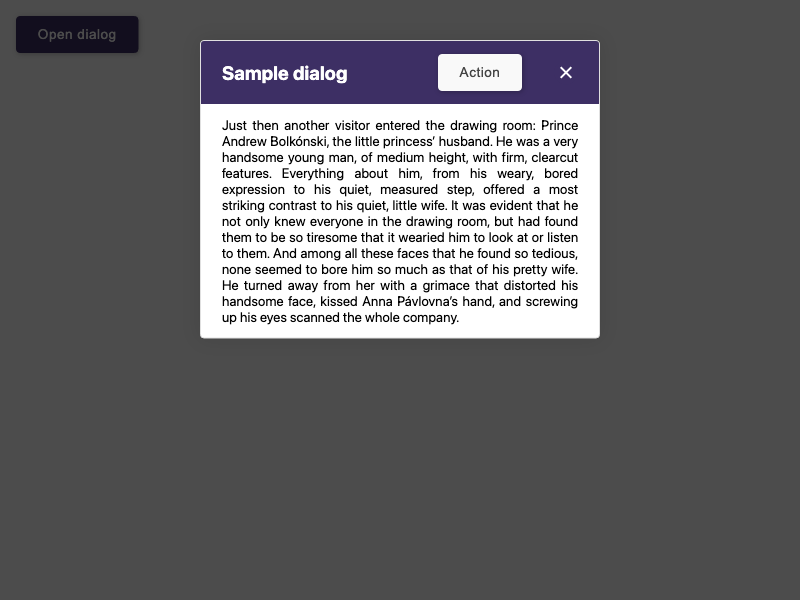 Open dialog
Sample dialog
Action
Just then another visitor entered the drawing room: Prince
Andrew Bolkónski, the little princess’ husband. He was a very
handsome young man, of medium height, with firm, clearcut
features. Everything about him, from his weary, bored
expression to his quiet, measured step, offered a most
striking contrast to his quiet, little wife. It was evident that he
not only knew everyone in the drawing room, but had found
them to be so tiresome that it wearied him to look at or listen
to them. And among all these faces that he found so tedious,
none seemed to bore him so much as that of his pretty wife.
He turned away from her with a grimace that distorted his
handsome face, kissed Anna Pávlovna’s hand, and screwing
up his eyes scanned the whole company.